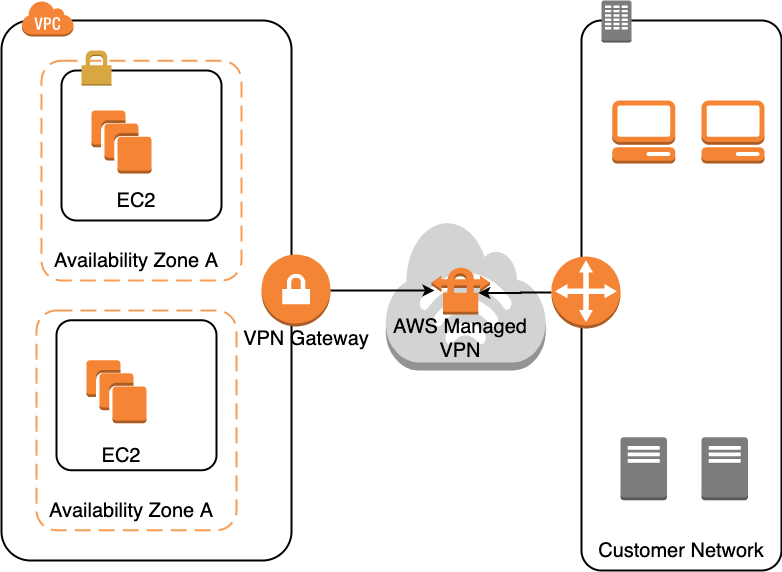 VPC
EC2
Availability Zone A
VPN Gateway
EC2
Availability Zone A
AWS Managed
VPN
Customer Network